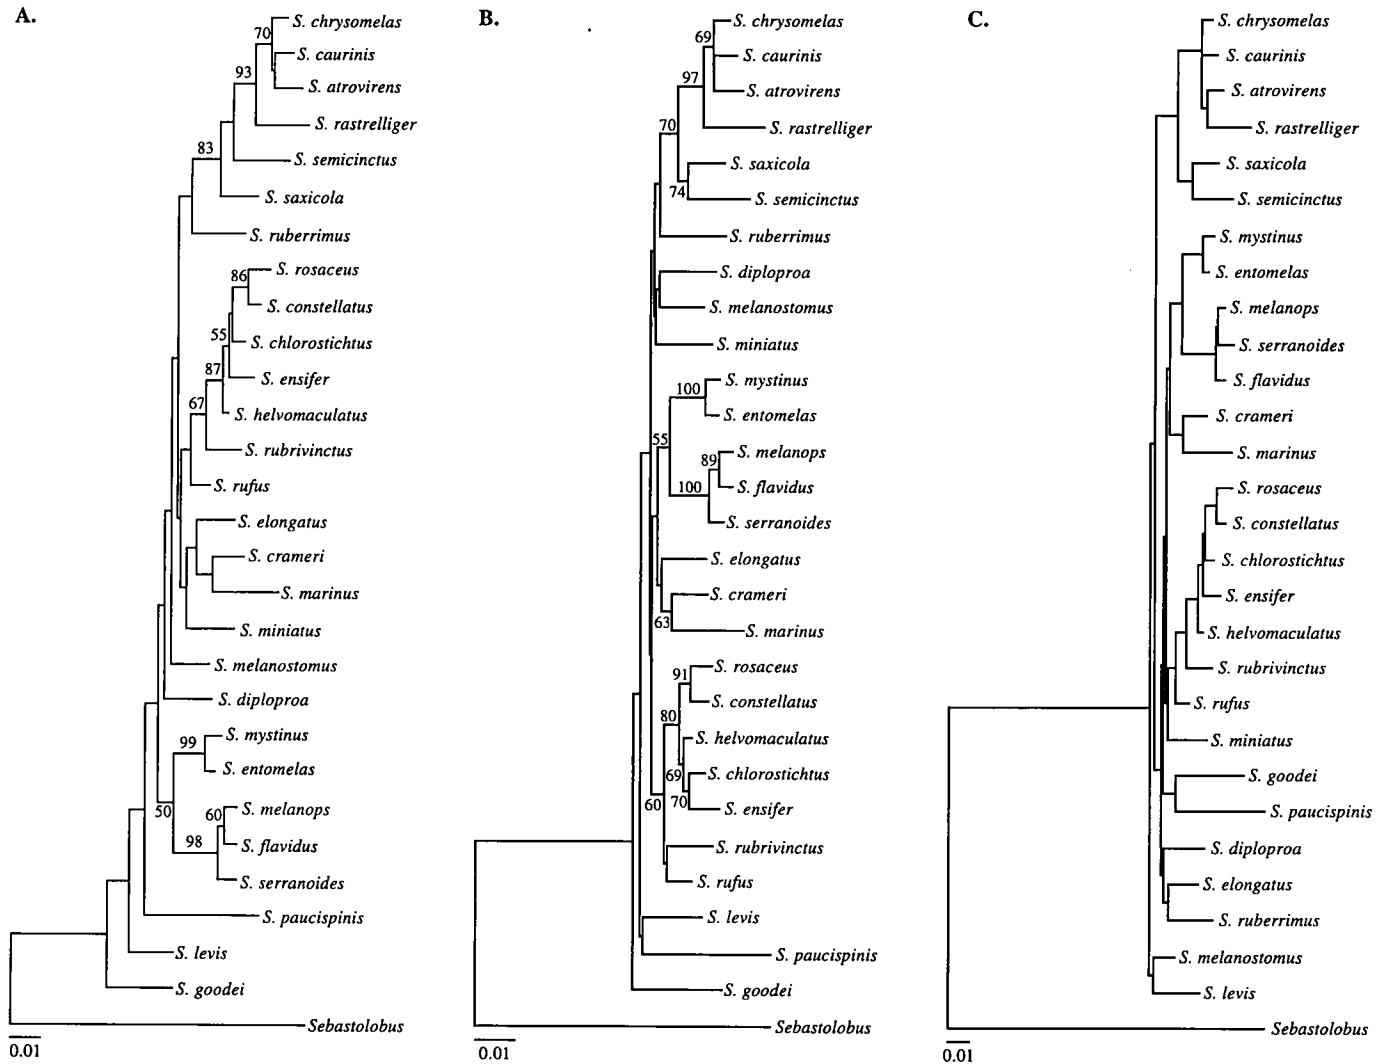 A.
S. chrysomelas
70
S. caurinis
S. atrovirens
93
S. rastrelliger
S. semicinctus
83
S. saxicola
S. ruberrimus
S. rosaceus
86
S. constellatus
S. chlorostichtus
55
S. ensifer
87
S. helvomaculatus
67
S. rubrivinctus
S. rufus
S. elongatus
S. crameri
S. marinus
S. miniatus
S. melanostomus
S. diploproa
S. mystinus
99
S. entomelas
50
S. melanops
60
S. flavidus
98
S. serranoides
S. paucispinis
S. levis
S. goodei
Sebastolobus
0.01
B.
S. chrysomelas
69
S. caurinis
97
S. atrovirens
S. rastrelliger
70
S. saxicola
74
S. semicinctus
S. ruberrimus
S. diploproa
S. melanostomus
S. miniatus
S. mystinus
100
S. entomelas
55
S. melanops
89
S. flavidus
100
S. serranoides
S. elongatus
S. crameri
63
S. marinus
S. rosaceus
91
S. constellatus
80
S. helvomaculatus
69
S. chlorostichtus
70
60
S. ensifer
S. rubrivinctus
S. rufus
S. levis
S. paucispinis
S. goodei
Sebastolobus
0.01
C.
S. chrysomelas
S. caurinis
S. atrovirens
S. rastrelliger
S. saxicola
S. semicinctus
S. mystinus
S. entomelas
S. melanops
S. serranoides
S. flavidus
S. crameri
S. marinus
S. rosaceus
S. constellatus
S. chlorostichtus
S. ensifer
S. helvomaculatus
S. rubrivinctus
S. rufus
S. miniatus
S. goodei
S. paucispinis
S. diploproa
S. elongatus
S. ruberrimus
S. melanostomus
S. levis
Sebastolobus
0.01